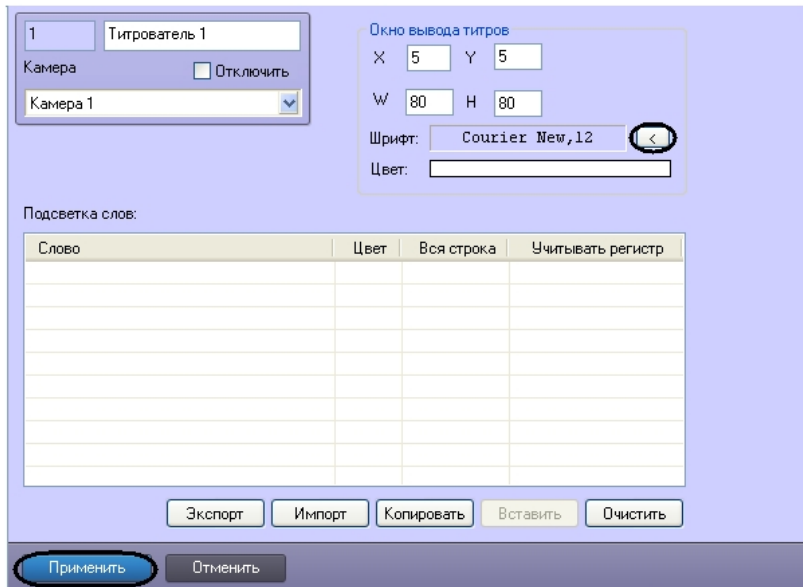 1 Титрователь 1
Камера Отключить
Камера 1
Окно вывода титров
X 5 Y 5
W 80 H 80
Шрифт: Courier New,12 <
Цвет:
Подсветка слов:
Слово Цвет Вся строка Учитывать регистр
Экспорт Импорт Копировать Вставить Очистить
Применить Отменить